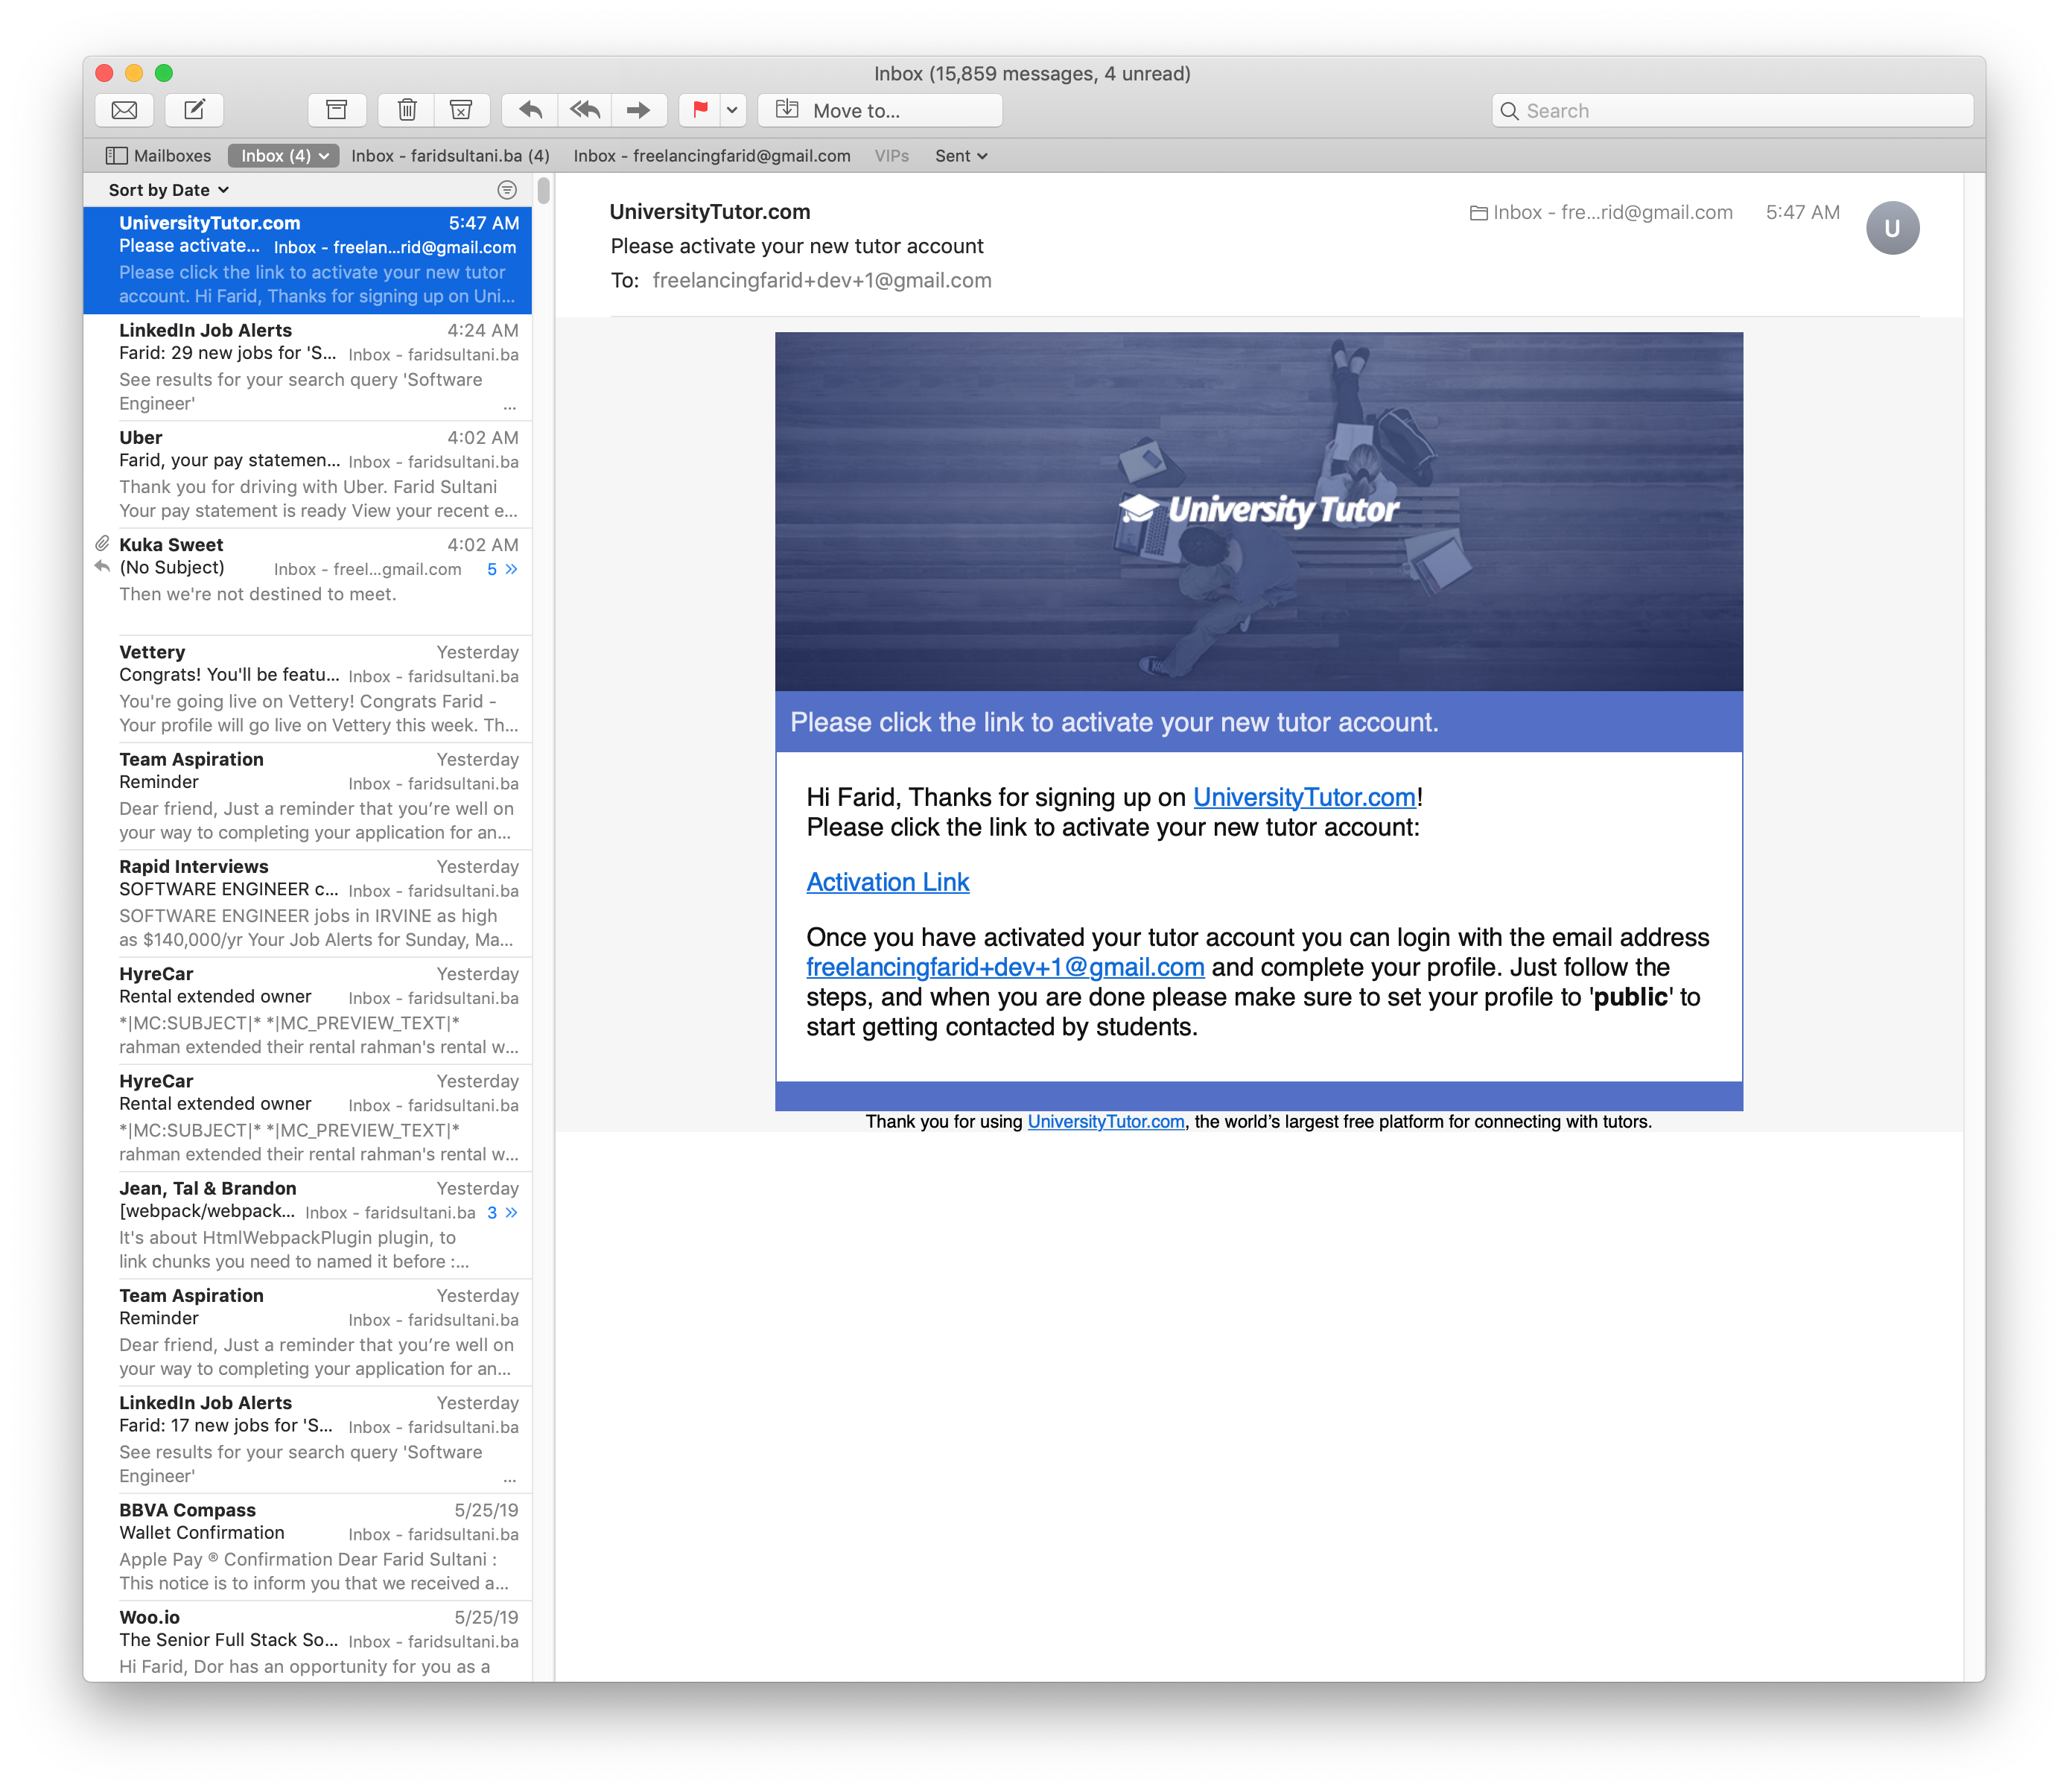 Inbox (15,859 messages, 4 unread)
Move to...
Search
Mailboxes
Inbox (4)
Inbox - faridsultani.ba (4)
Inbox - freelancingfarid@gmail.com
VIPs
Sent
Sort by Date
UniversityTutor.com 5:47 AM
Please activate... Inbox - freelan...rid@gmail.com
Please click the link to activate your new tutor
account. Hi Farid, Thanks for signing up on Uni...
LinkedIn Job Alerts 4:24 AM
Farid: 29 new jobs for 'S... Inbox - faridsultani.ba
See results for your search query 'Software
Engineer' ...
Uber 4:02 AM
Farid, your pay statemen... Inbox - faridsultani.ba
Thank you for driving with Uber. Farid Sultani
Your pay statement is ready View your recent e...
Kuka Sweet 4:02 AM
(No Subject) Inbox - freel...gmail.com 5 »
Then we're not destined to meet.
Vettery Yesterday
Congrats! You'll be featu... Inbox - faridsultani.ba
You're going live on Vettery! Congrats Farid -
Your profile will go live on Vettery this week. Th...
Team Aspiration Yesterday
Reminder Inbox - faridsultani.ba
Dear friend, Just a reminder that you’re well on
your way to completing your application for an...
Rapid Interviews Yesterday
SOFTWARE ENGINEER c... Inbox - faridsultani.ba
SOFTWARE ENGINEER jobs in IRVINE as high
as $140,000/yr Your Job Alerts for Sunday, Ma...
HyreCar Yesterday
Rental extended owner Inbox - faridsultani.ba
*|MC:SUBJECT|* *|MC_PREVIEW_TEXT|*
rahman extended their rental rahman's rental w...
HyreCar Yesterday
Rental extended owner Inbox - faridsultani.ba
*|MC:SUBJECT|* *|MC_PREVIEW_TEXT|*
rahman extended their rental rahman's rental w...
Jean, Tal & Brandon Yesterday
[webpack/webpack... Inbox - faridsultani.ba 3 »
It's about HtmlWebpackPlugin plugin, to
link chunks you need to named it before :...
Team Aspiration Yesterday
Reminder Inbox - faridsultani.ba
Dear friend, Just a reminder that you’re well on
your way to completing your application for an...
LinkedIn Job Alerts Yesterday
Farid: 17 new jobs for 'S... Inbox - faridsultani.ba
See results for your search query 'Software
Engineer' ...
BBVA Compass 5/25/19
Wallet Confirmation Inbox - faridsultani.ba
Apple Pay ® Confirmation Dear Farid Sultani :
This notice is to inform you that we received a...
Woo.io 5/25/19
The Senior Full Stack So... Inbox - faridsultani.ba
Hi Farid, Dor has an opportunity for you as a
UniversityTutor.com Inbox - fre...rid@gmail.com 5:47 AM
U
Please activate your new tutor account
To: freelancingfarid+dev+1@gmail.com
University Tutor
Please click the link to activate your new tutor account.
Hi Farid, Thanks for signing up on UniversityTutor.com!
Please click the link to activate your new tutor account:
Activation Link
Once you have activated your tutor account you can login with the email address
freelancingfarid+dev+1@gmail.com and complete your profile. Just follow the
steps, and when you are done please make sure to set your profile to 'public' to
start getting contacted by students.
Thank you for using UniversityTutor.com, the world’s largest free platform for connecting with tutors.